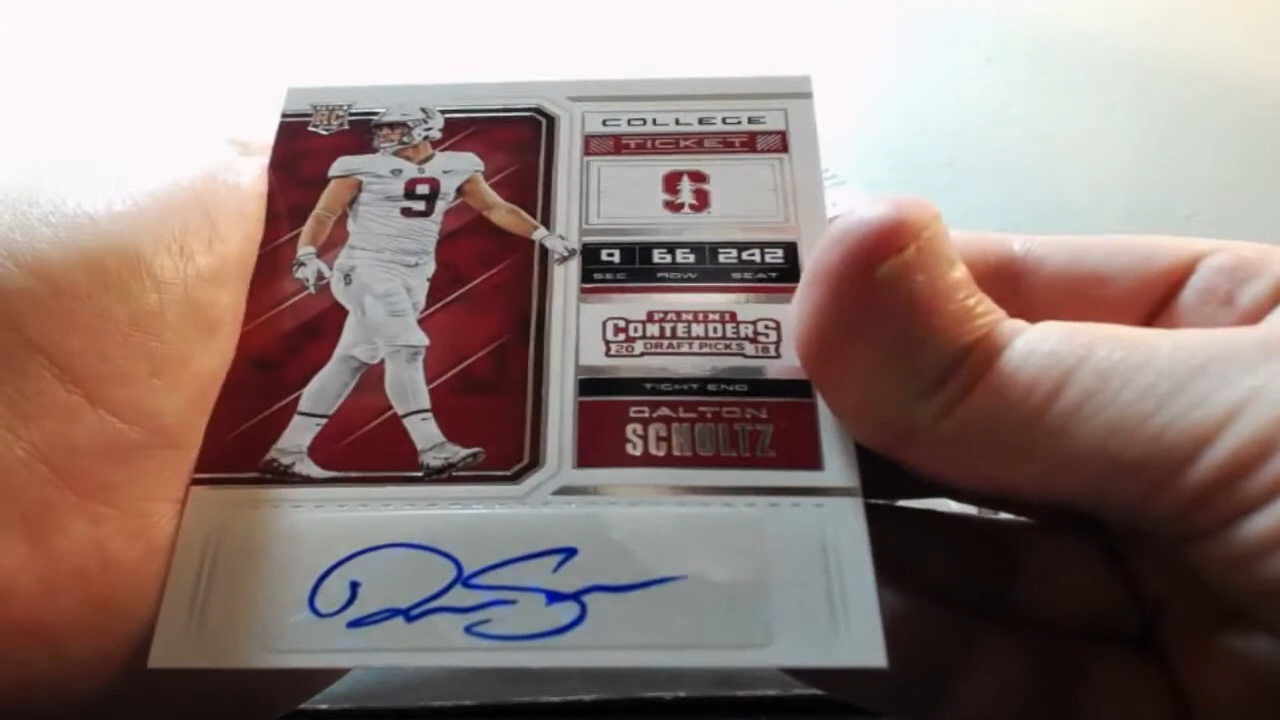 RC
COLLEGE
TICKET
S
9
9 66 242
SEC ROW SEAT
PANINI
CONTENDERS
20 DRAFT PICKS 18
TIGHT END
DALTON
SCHULTZ